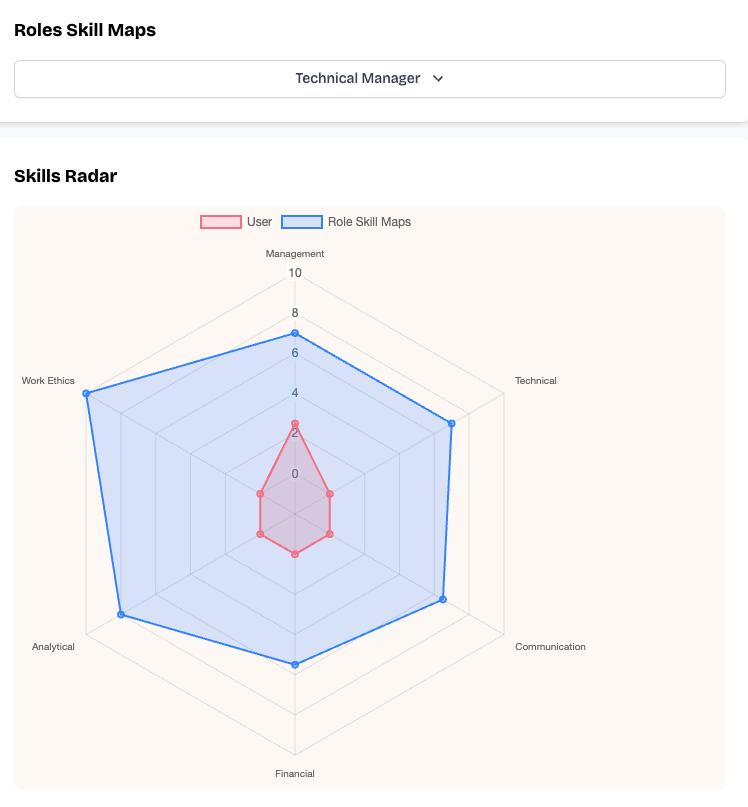 Roles Skill Maps
Technical Manager
Skills Radar
User Role Skill Maps
Management
10
8
6
4
2
0
Work Ethics Technical
Analytical Communication
Financial